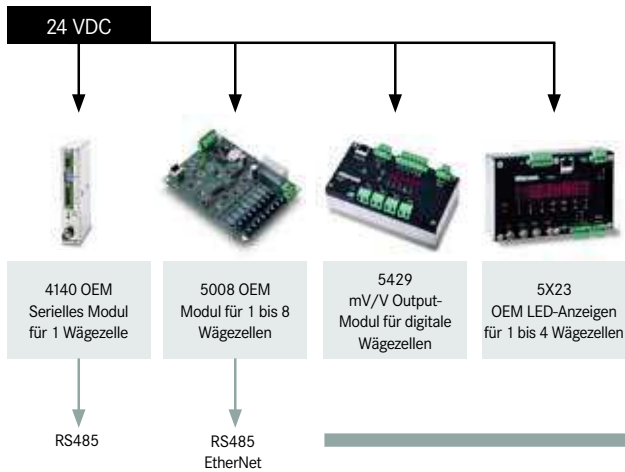 24 VDC
4140 OEM
Serielles Modul
für 1 Wägezelle
5008 OEM
Modul für 1 bis 8
Wägezellen
5429
mV/V Output-
Modul für digitale
Wägezellen
5X23
OEM LED-Anzeigen
für 1 bis 4 Wägezellen
RS485
RS485
EtherNet